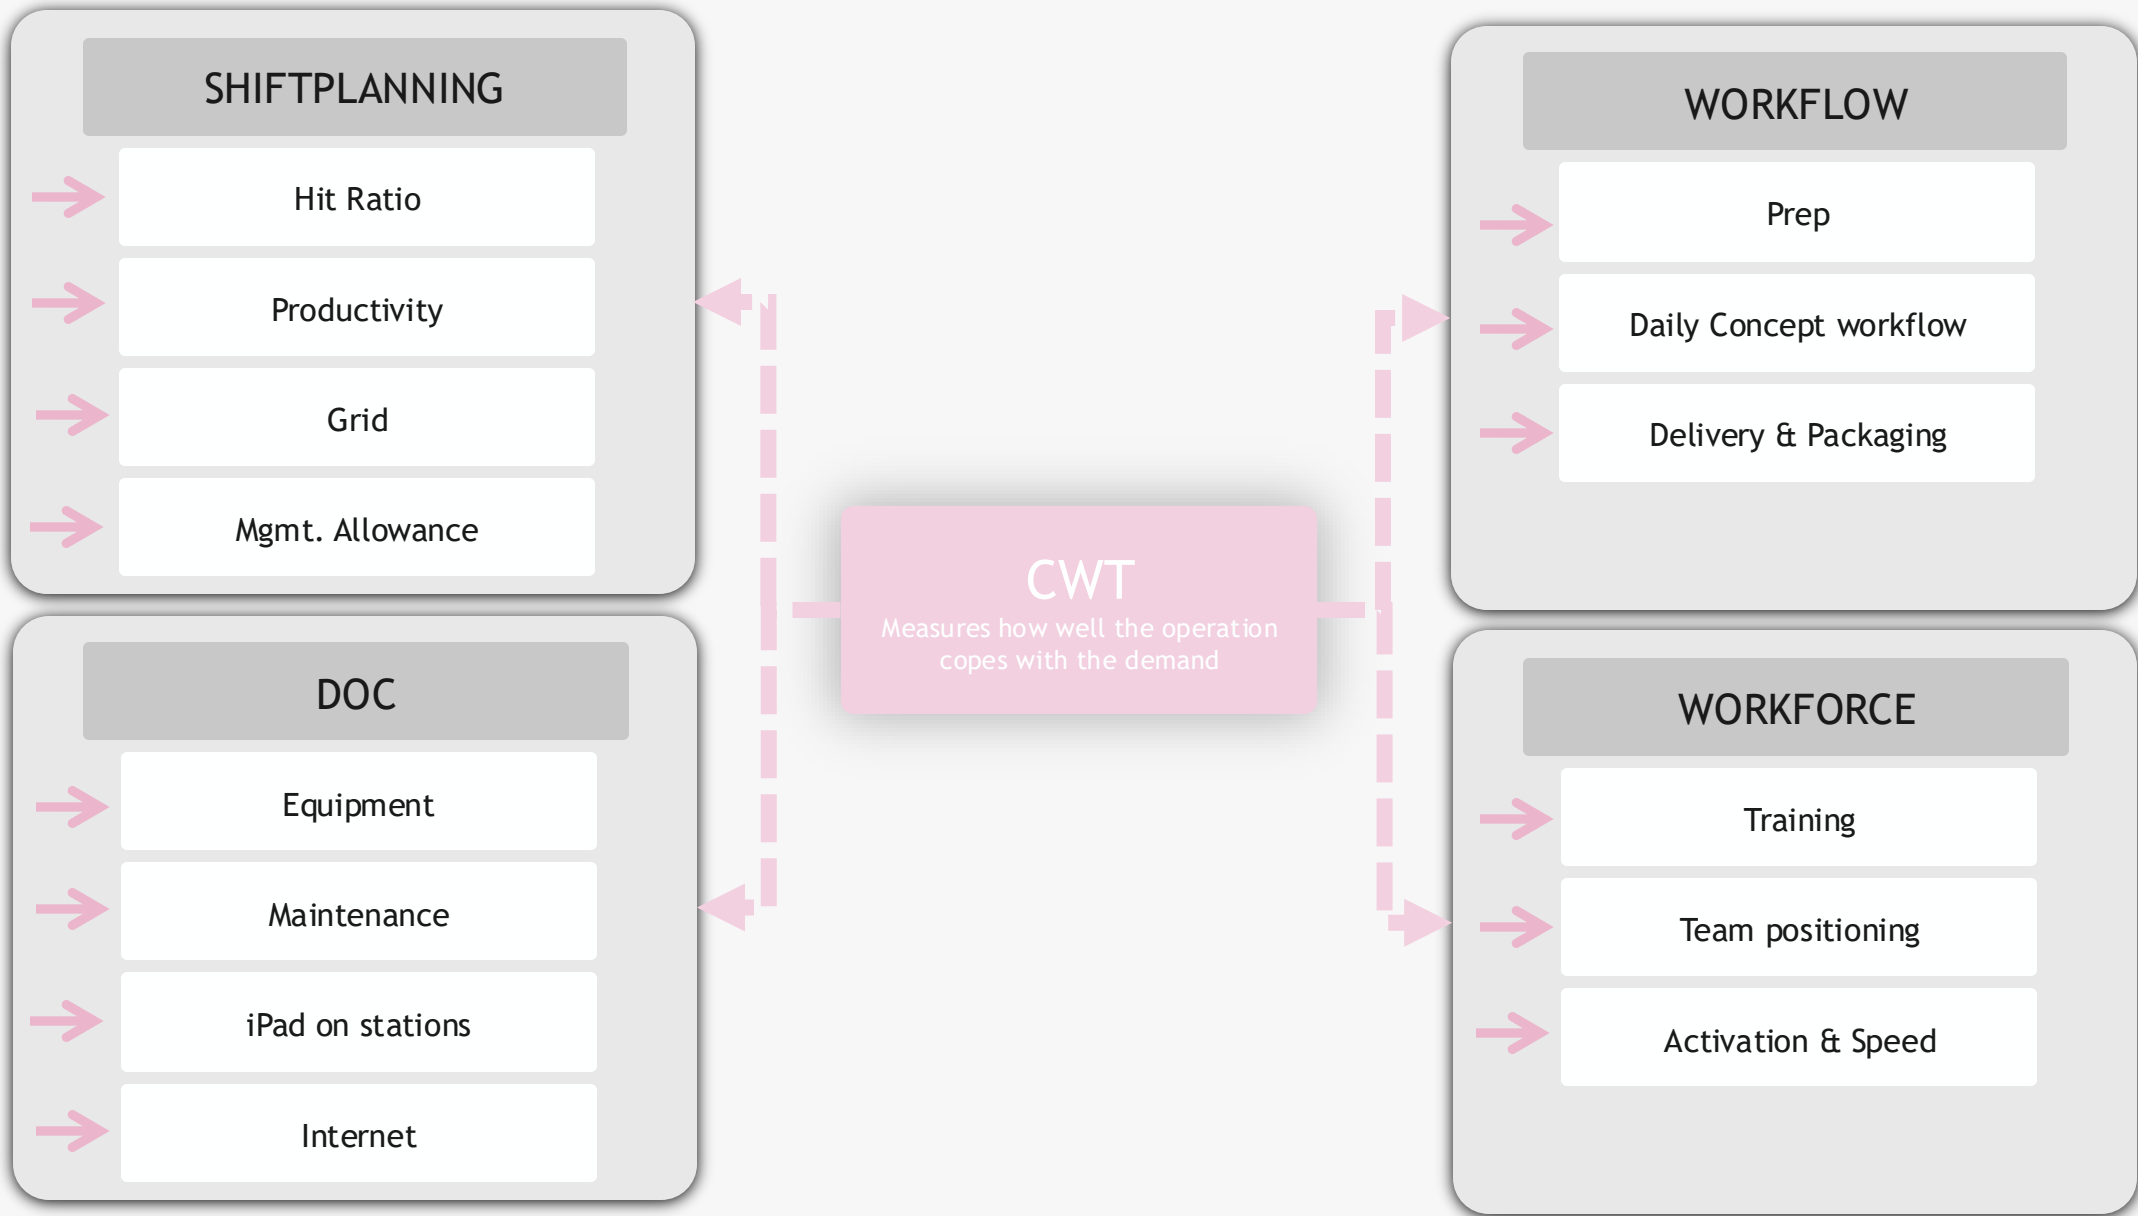 SHIFTPLANNING
Hit Ratio
Productivity
Grid
Mgmt. Allowance
DOC
Equipment
Maintenance
iPad on stations
Internet
CWT
Measures how well the operation
copes with the demand
WORKFLOW
Prep
Daily Concept workflow
Delivery & Packaging
WORKFORCE
Training
Team positioning
Activation & Speed